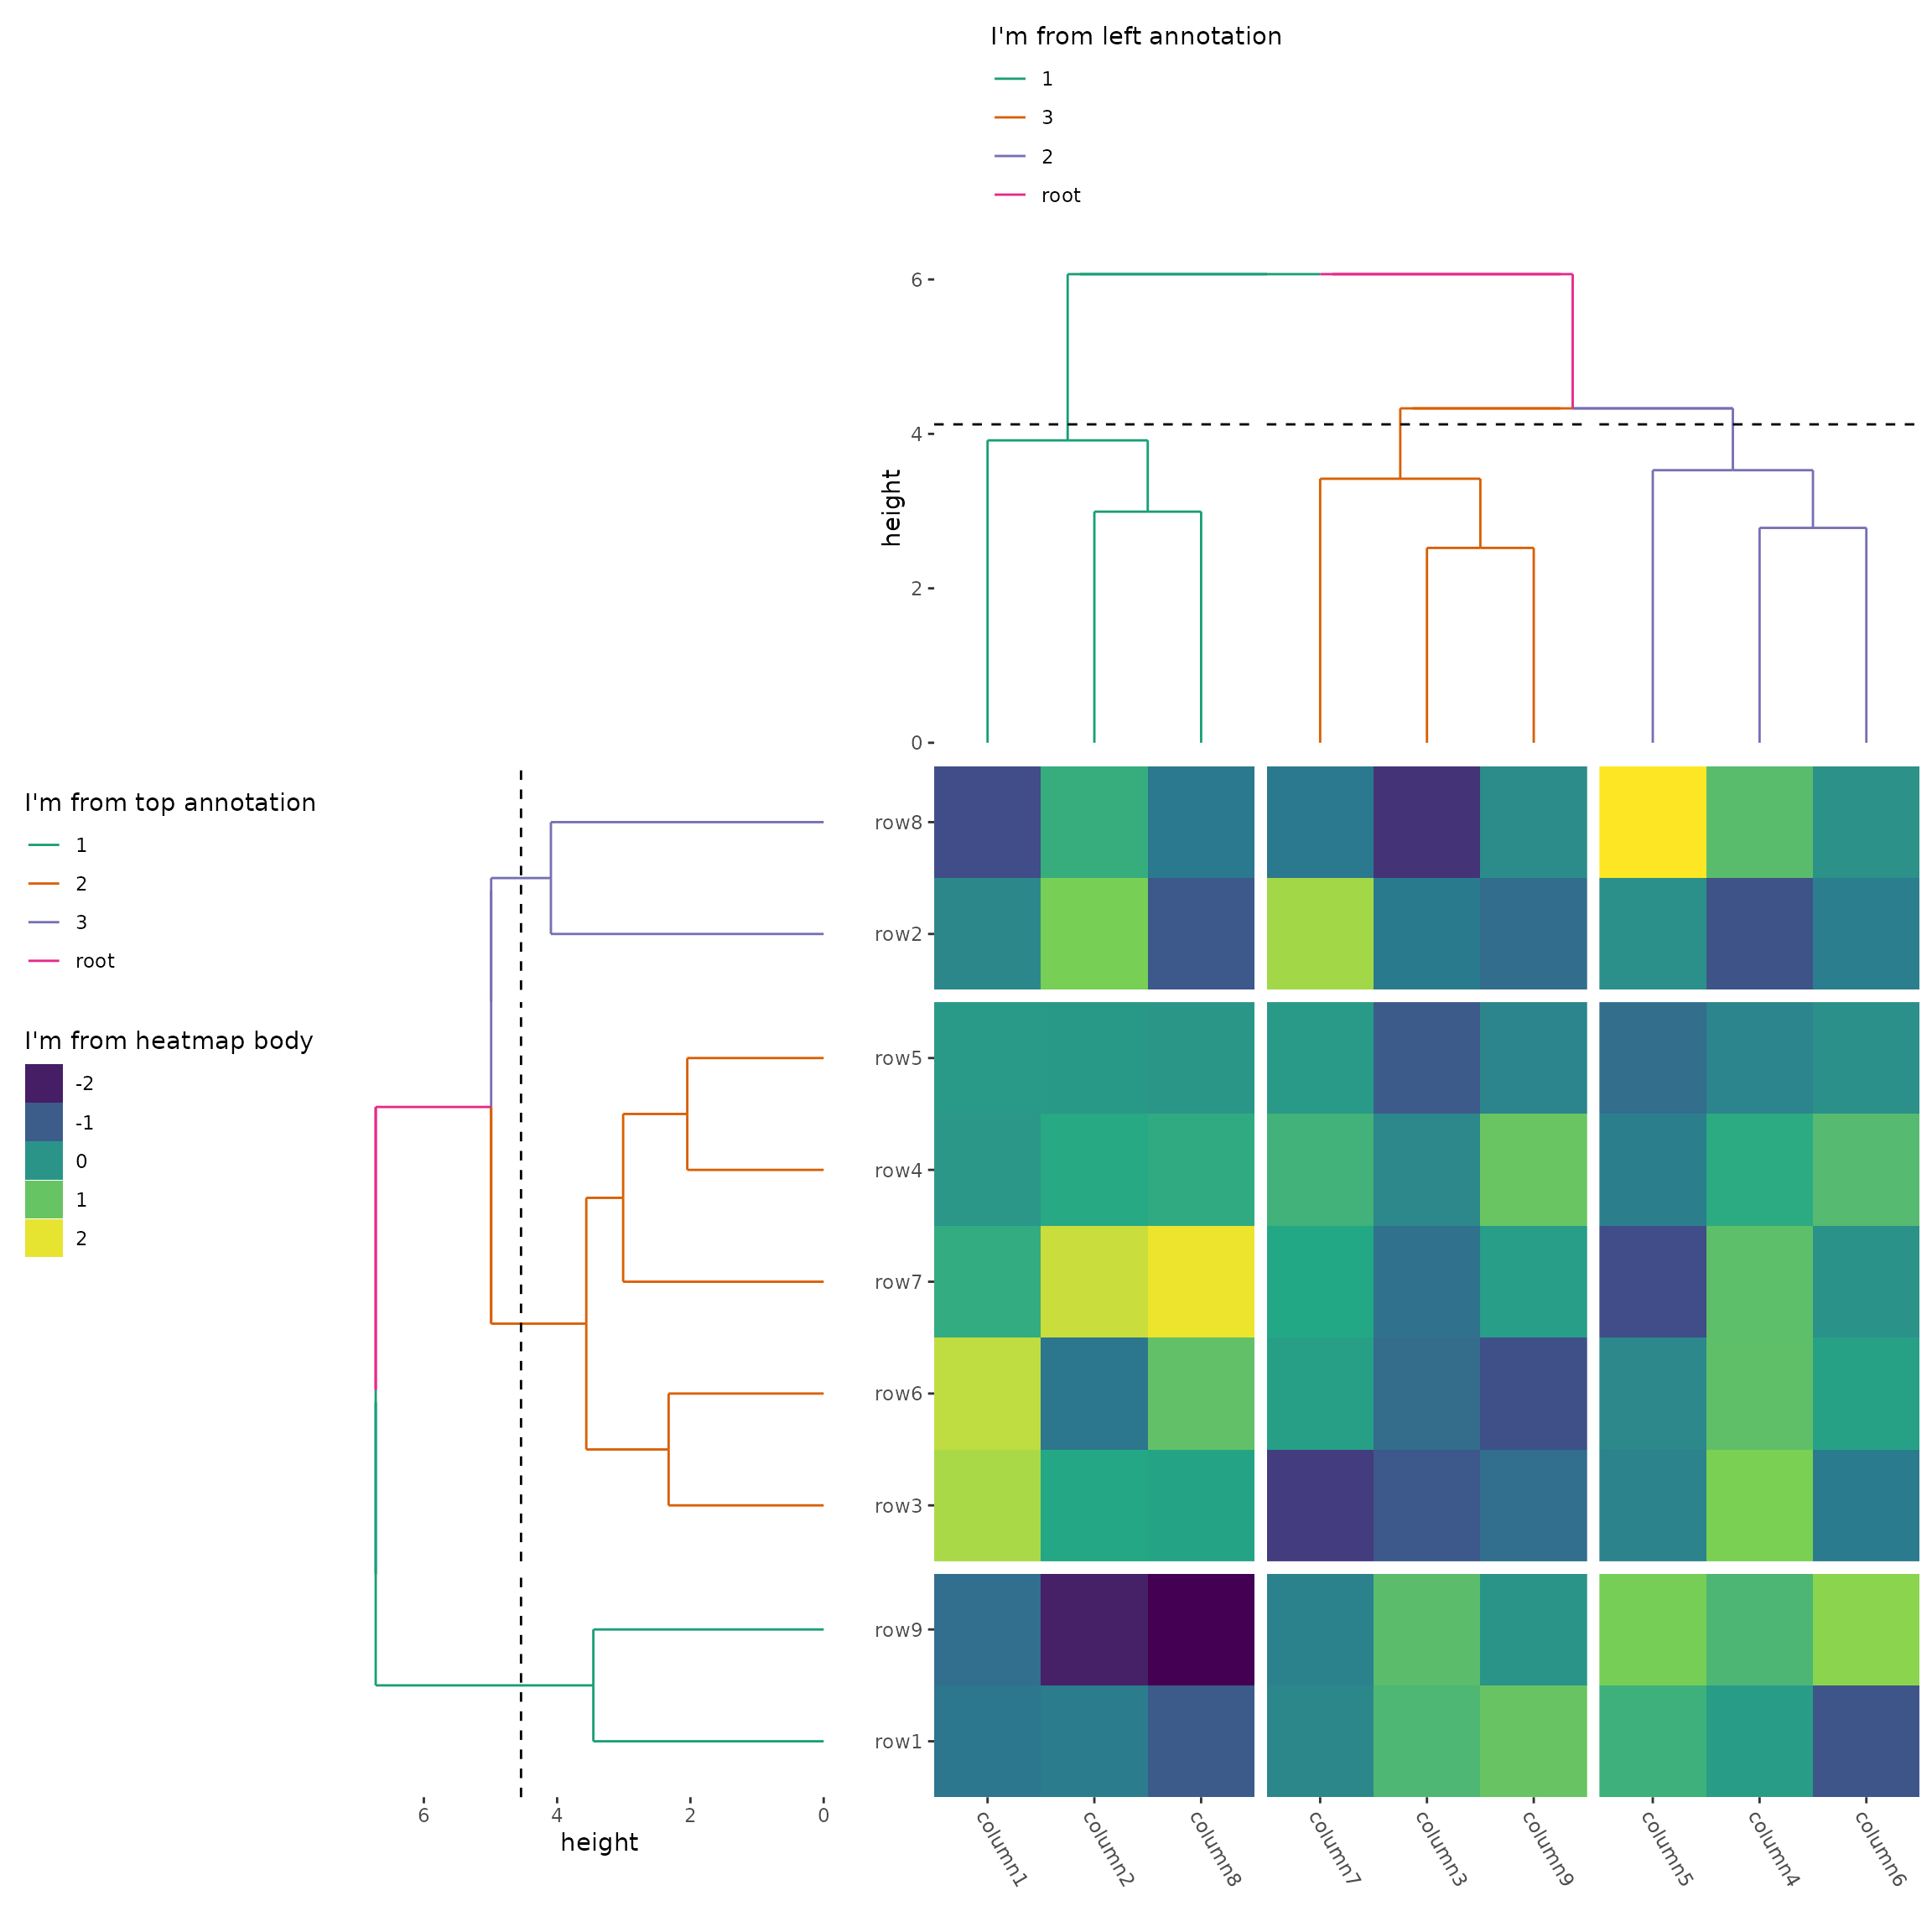 I'm from left annotation
1
3
2
root
6
4
2
0
height
I'm from top annotation
1
2
3
root
I'm from heatmap body
-2
-1
0
1
2
row8
row2
row5
row4
row7
row6
row3
row9
row1
6 4 2 0
height
column1 column2 column8 column7 column3 column9 column5 column4 column6